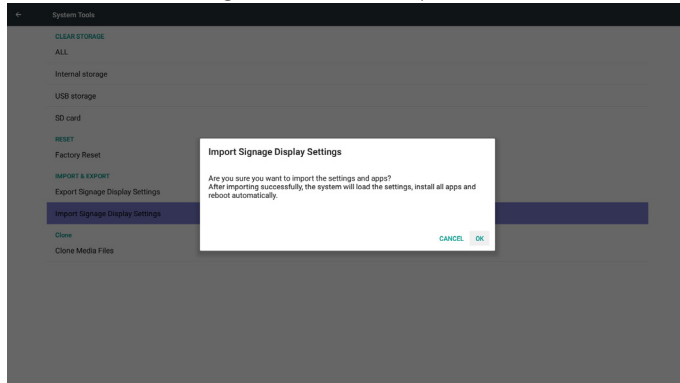 System Tools
CLEAR STORAGE
ALL
Internal storage
USB storage
SD card
RESET
Factory Reset
IMPORT & EXPORT
Export Signage Display Settings
Import Signage Display Settings
Clone
Clone Media Files
Import Signage Display Settings
Are you sure you want to import the settings and apps?
After importing successfully, the system will load the settings, install all apps and
reboot automatically.
CANCEL OK